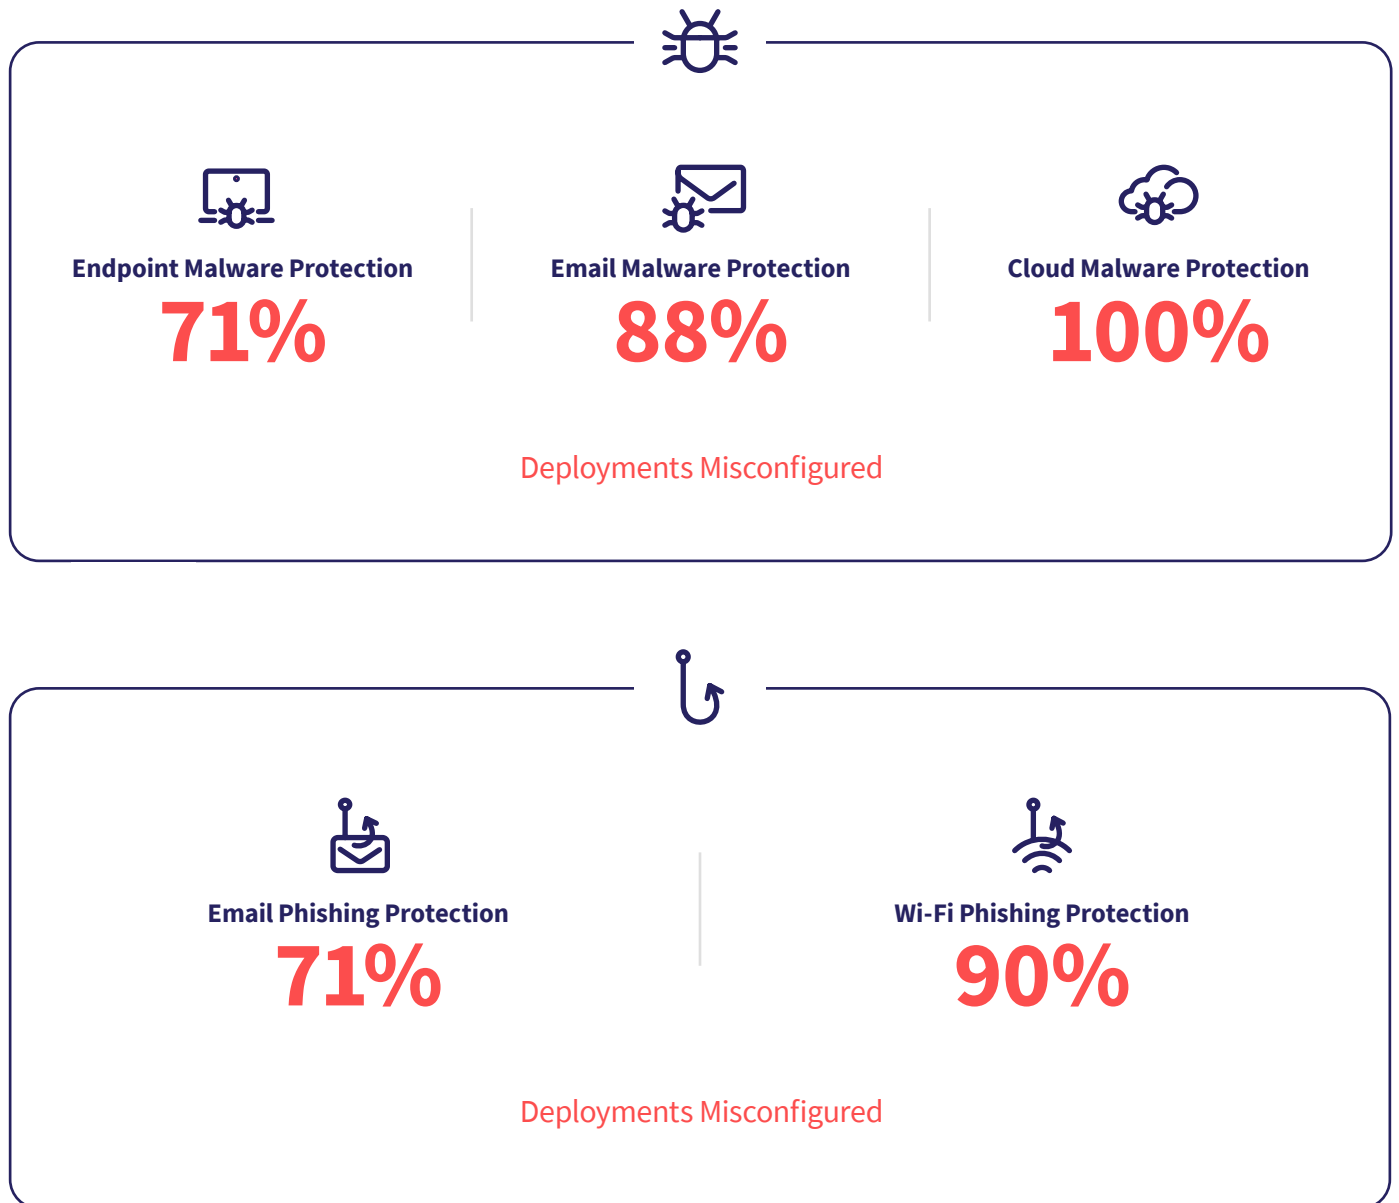 Endpoint Malware Protection
71%
Email Malware Protection
88%
Cloud Malware Protection
100%
Deployments Misconfigured
Email Phishing Protection
71%
Wi-Fi Phishing Protection
90%
Deployments Misconfigured